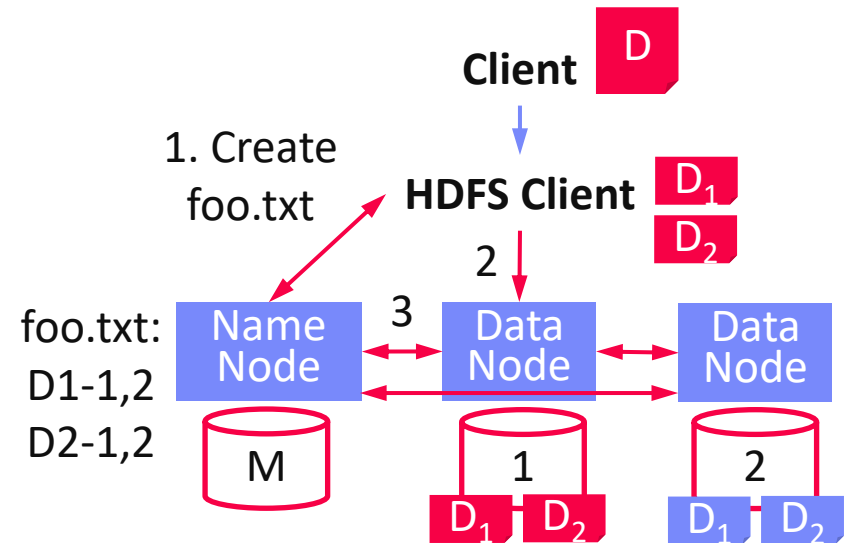 Client
D
1. Create
foo.txt
HDFS Client
D₁
D₂
2
foo.txt:
D1-1,2
D2-1,2
Name
Node
3
Data
Node
Data
Node
M
1
2
D₁
D₂
D₁
D₂